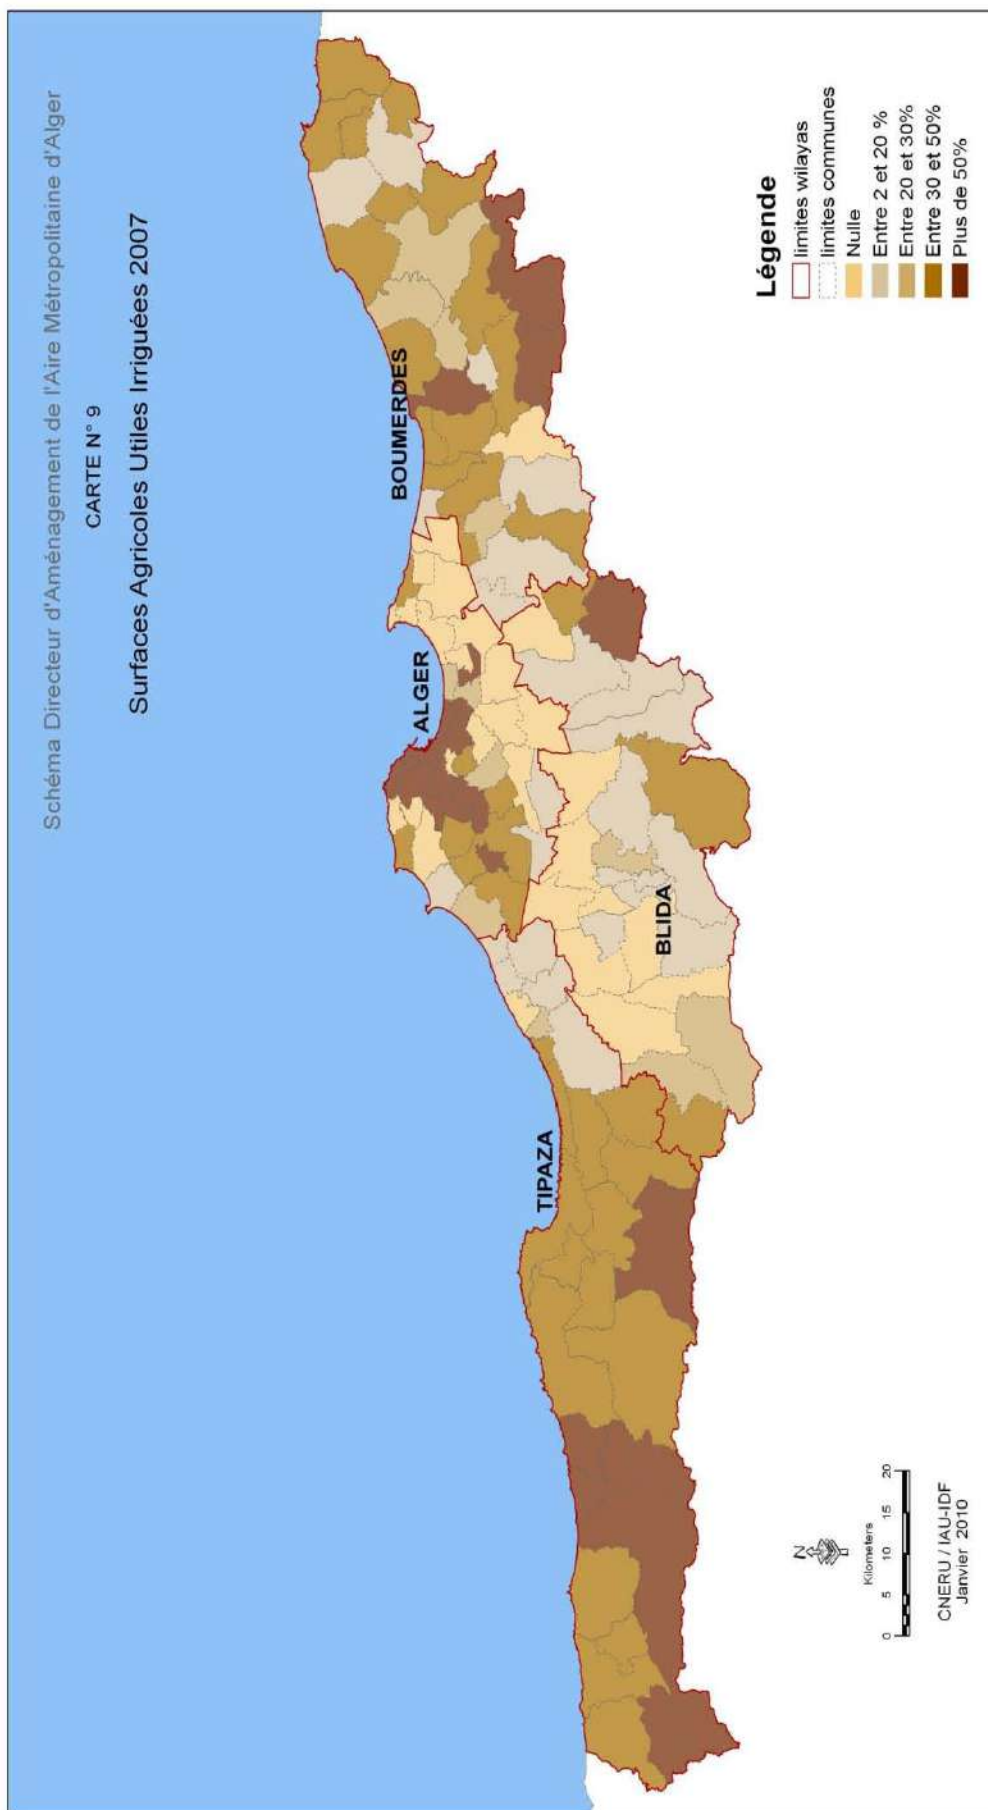 Schéma Directeur d'Aménagement de l'Aire Métropolitaine d'Alger
CARTE N° 9
Surfaces Agricoles Utiles Irriguées 2007
TIPAZA
ALGER
BOUMERDES
BLIDA
Légende
limites wilayas
limites communes
Nulle
Entre 2 et 20 %
Entre 20 et 30%
Entre 30 et 50%
Plus de 50%
N
Kilometers
0 5 10 15 20
CNERU / IAU-IDF
Janvier 2010